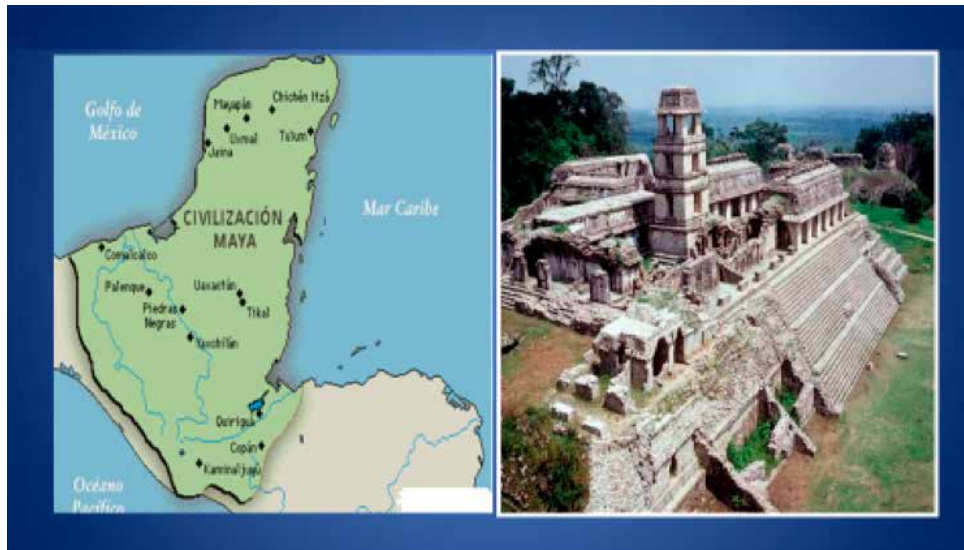 Golfo de
México
Mayapán
Chichén Itzá
Uxmal
Tulum
Jaina
Mar Caribe
CIVILIZACIÓN
MAYA
Comalcalco
Palenque
Uaxactún
Tikal
Piedras
Negras
Yaxchilán
Quiriguá
Copán
Kaminaljuyú
Océano
Pacífico